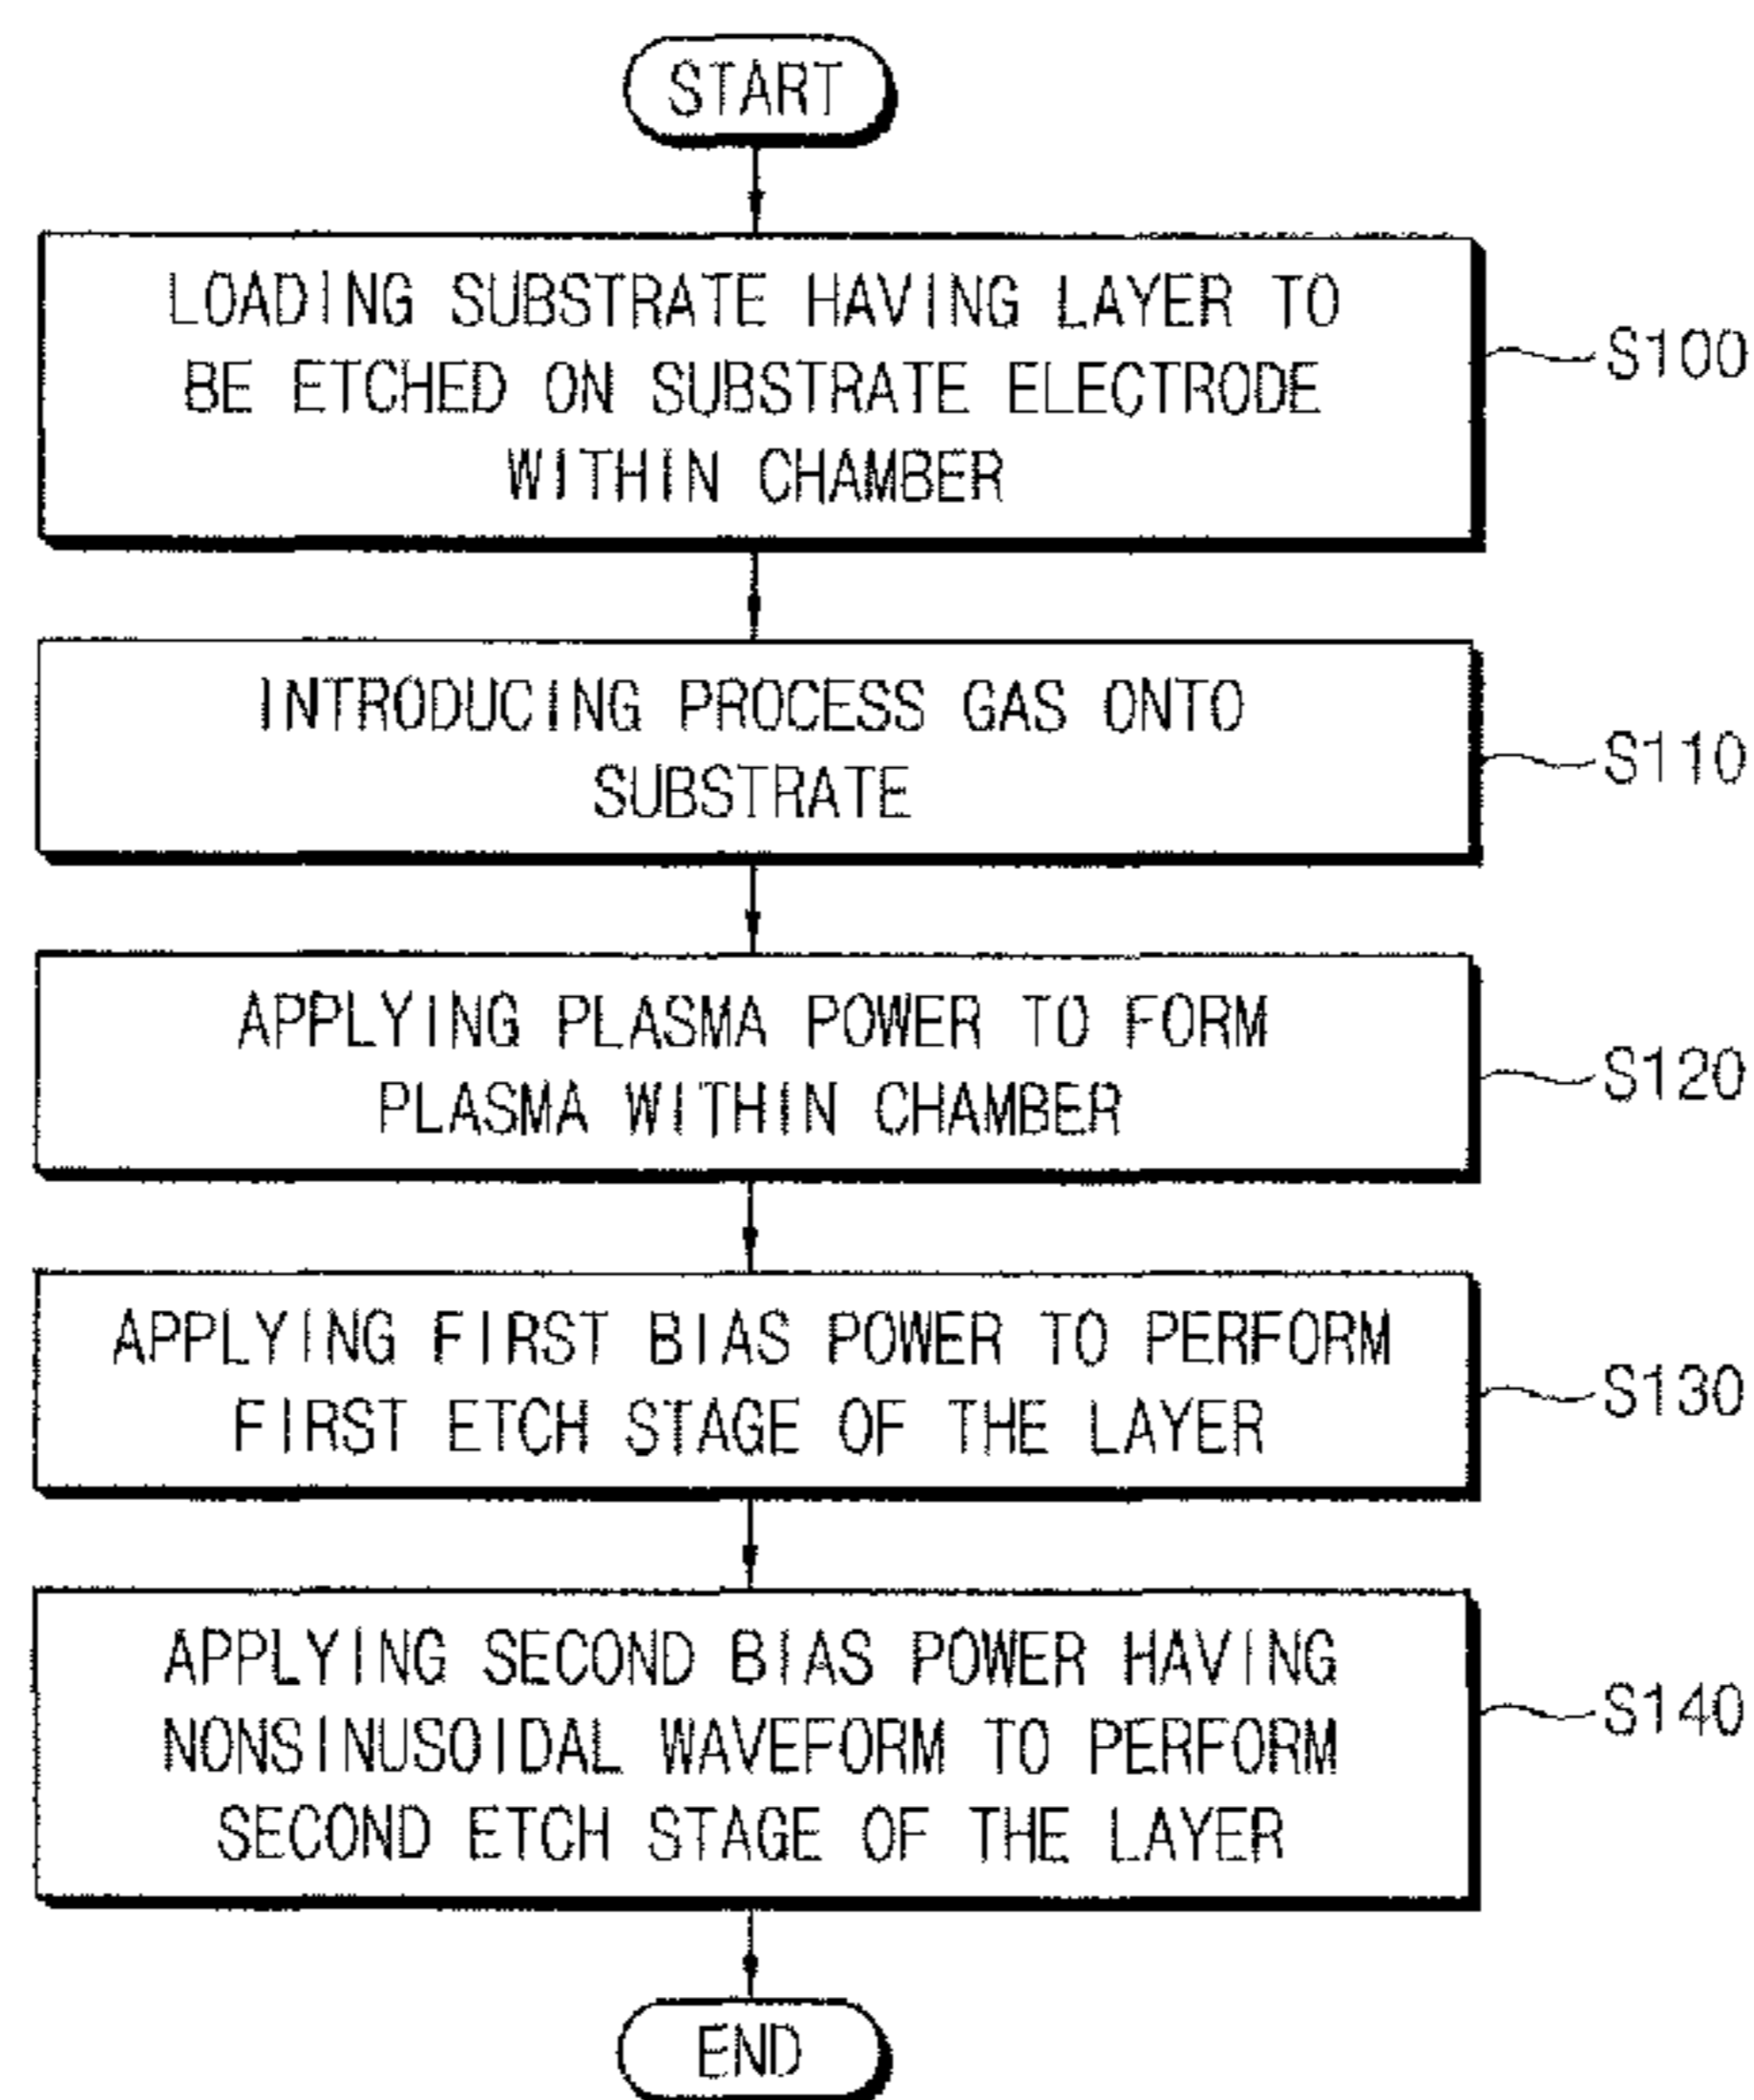 START
LOADING SUBSTRATE HAVING LAYER TO
BE ETCHED ON SUBSTRATE ELECTRODE
WITHIN CHAMBER
S100
INTRODUCING PROCESS GAS ONTO
SUBSTRATE
S110
APPLYING PLASMA POWER TO FORM
PLASMA WITHIN CHAMBER
S120
APPLYING FIRST BIAS POWER TO PERFORM
FIRST ETCH STAGE OF THE LAYER
S130
APPLYING SECOND BIAS POWER HAVING
NONSINUSOIDAL WAVEFORM TO PERFORM
SECOND ETCH STAGE OF THE LAYER
S140
END